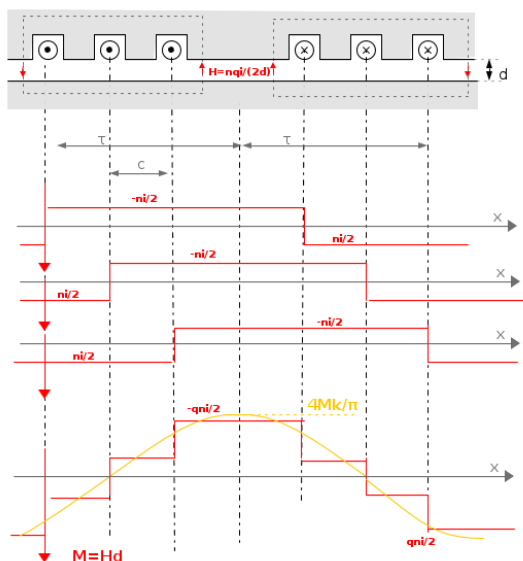 H=nqi/(2d)
d
τ
τ
c
-ni/2
x
ni/2
-ni/2
x
ni/2
-ni/2
x
ni/2
-qni/2
4Mk/π
x
qni/2
M=Hd